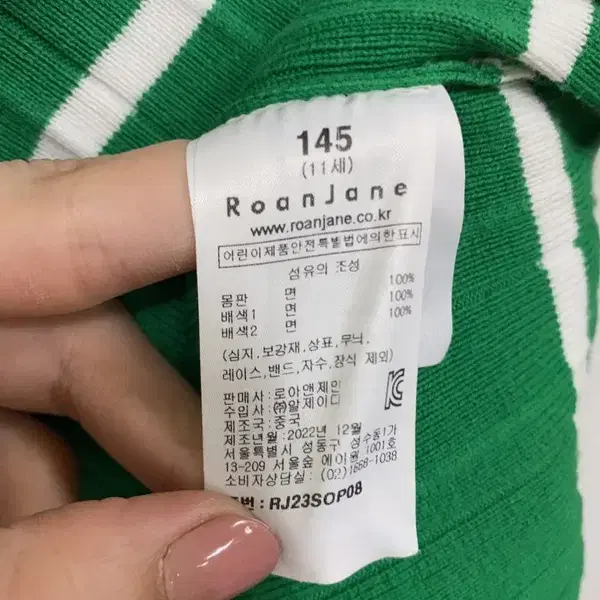 145
(11세)
RoanJane
www.roanjane.co.kr
어린이제품안전특별법에의한표시
섬유의 조성
몸판 면 100%
배색1 면 100%
배색2 면 100%
(심지,보강재,상표,무늬,
레이스,밴드,자수,장식 제외)
판매사 : 로아앤제인
수입사 : ㈜알제이디
제조국 : 중국
제조년월 : 2022년 12월
서울특별시 성동구 성수동1가
13-209 서울숲 에이원 1001호
소비자상담실 : (02)1668-1038
번: RJ23SOP08